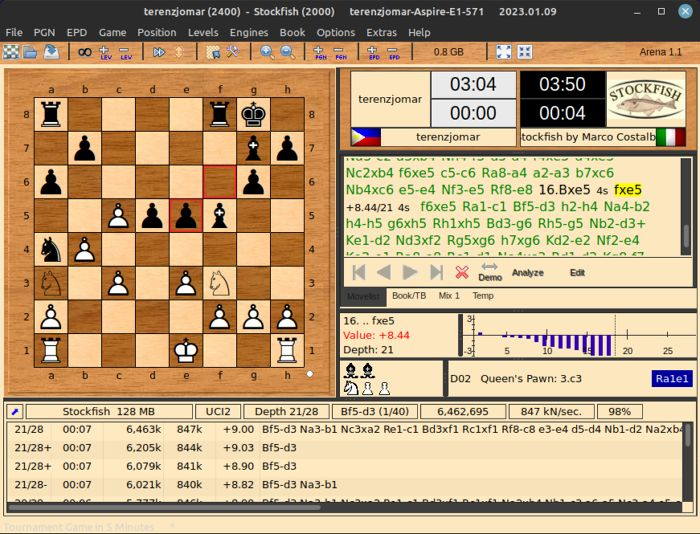 terenzjomar (2400) - Stockfish (2000) terenzjomar-Aspire-E1-571 2023.01.09
File PGN EPD Game Position Levels Engines Book Options Extras Help
+ LEV - LEV + PGN - PGN + EPD - EPD 0.8 GB Arena 1.1
a b c d e f g h
8 8
7 7
6 6
5 5
4 4
3 3
2 2
1 1
a b c d e f g h
terenzjomar
03:04
00:00
terenzjomar
03:50
00:04
STOCKFISH
tockfish by Marco Costalb
Nc2xb4 f6xe5 c5-c6 Ra8-a4 a2-a3 b7xc6
Nb4xc6 e5-e4 Nf3-e5 Rf8-e8 16.Bxe5 4s fxe5
+8.44/21 4s f6xe5 Ra1-c1 Bf5-d3 h2-h4 Na4-b2
h4-h5 g6xh5 Rh1xh5 Bd3-g6 Rh5-g5 Nb2-d3+
Ke1-d2 Nd3xf2 Rg5xg6 h7xg6 Kd2-e2 Nf2-e4
Demo Analyze Edit
Movelist Book/TB Mix 1 Temp
16. .. fxe5
Value: +8.44
Depth: 21
3
-3
5 10 15 20 25
D02 Queen's Pawn: 3.c3 Ra1e1
Stockfish 128 MB UCI2 Depth 21/28 Bf5-d3 (1/40) 6,462,695 847 kN/sec. 98%
21/28 00:07 6,463k 847k +9.00 Bf5-d3 Na3-b1 Nc3xa2 Re1-c1 Bd3xf1 Rc1xf1 Rf8-c8 e3-e4 d5-d4 Nb1-d2 Na2xb4
21/28+ 00:07 6,205k 844k +9.03 Bf5-d3
21/28+ 00:07 6,079k 841k +8.90 Bf5-d3
21/28- 00:07 6,021k 840k +8.82 Bf5-d3 Na3-b1
Tournament Game in 5 Minutes *